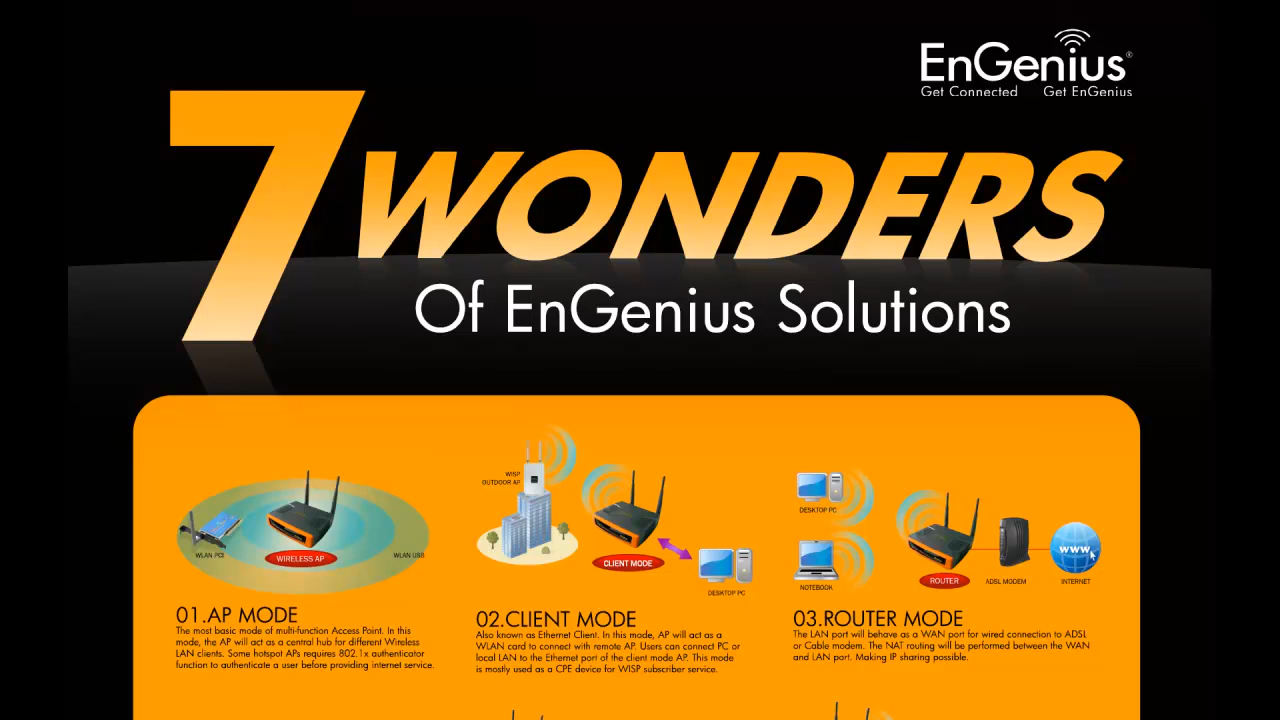 EnGenius®
Get Connected Get EnGenius
7 WONDERS
Of EnGenius Solutions
WLAN PCI
WIRELESS AP
WLAN USB
01.AP MODE
The most basic mode of multi-function Access Point. In this
mode, the AP will act as a central hub for different Wireless
LAN clients. Some hotspot APs requires 802.1x authenticator
function to authenticate a user before providing internet service.
WISP
OUTDOOR AP
CLIENT MODE
DESKTOP PC
02.CLIENT MODE
Also known as Ethernet Client. In this mode, AP will act as a
WLAN card to connect with remote AP. Users can connect PC or
local LAN to the Ethernet port of the client mode AP. This mode
is mostly used as a CPE device for WISP subscriber service.
DESKTOP PC
NOTEBOOK
ROUTER
ADSL MODEM
www
INTERNET
03.ROUTER MODE
The LAN port will behave as a WAN port for wired connection to ADSL
or Cable modem. The NAT routing will be performed between the WAN
and LAN port. Making IP sharing possible.